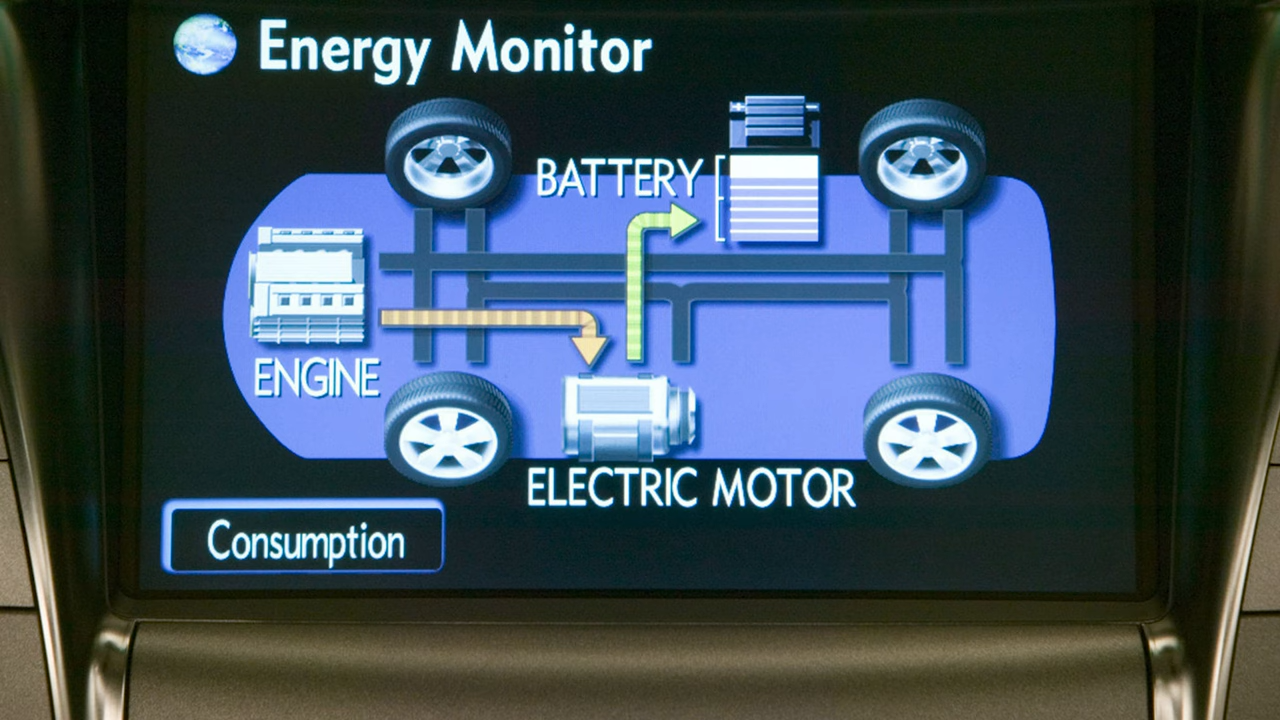 Energy Monitor
BATTERY
ENGINE
ELECTRIC MOTOR
Consumption